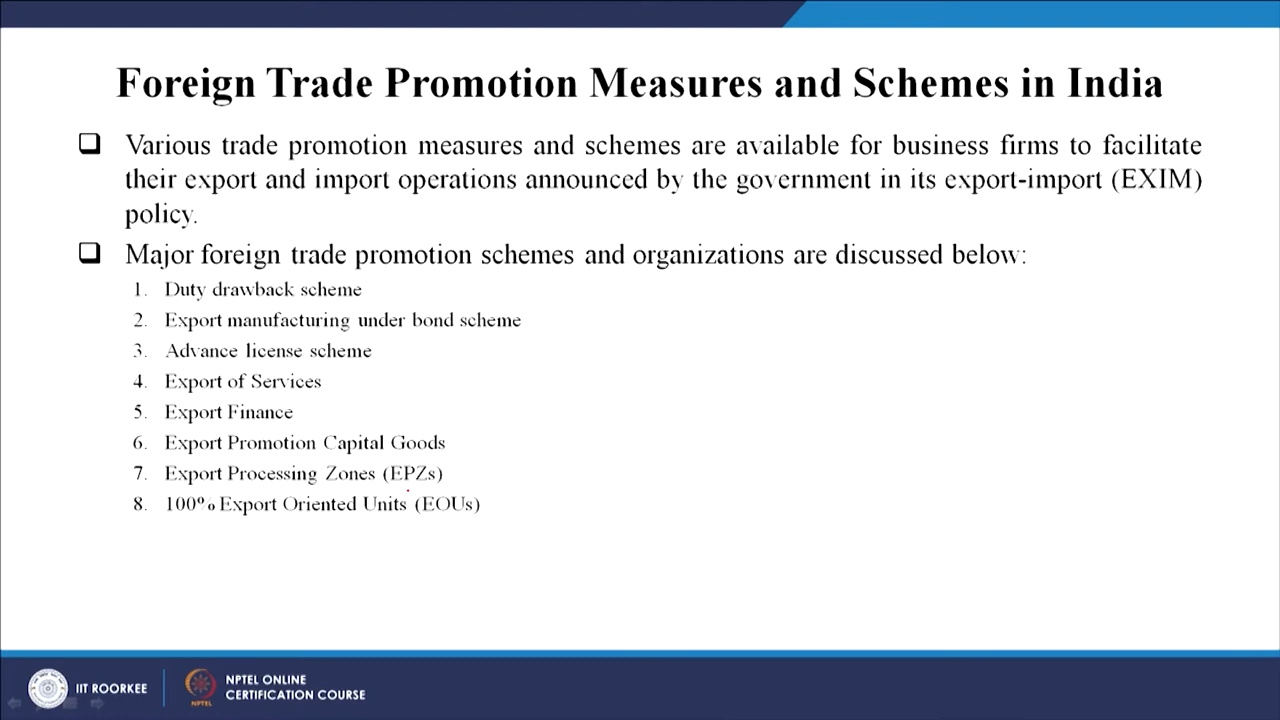 Foreign Trade Promotion Measures and Schemes in India
Various trade promotion measures and schemes are available for business firms to facilitate
their export and import operations announced by the government in its export-import (EXIM)
policy.
Major foreign trade promotion schemes and organizations are discussed below:
1. Duty drawback scheme
2. Export manufacturing under bond scheme
3. Advance license scheme
4. Export of Services
5. Export Finance
6. Export Promotion Capital Goods
7. Export Processing Zones (EPZs)
8. 100% Export Oriented Units (EOUs)
IIT ROORKEE
NPTEL
NPTEL ONLINE
CERTIFICATION COURSE